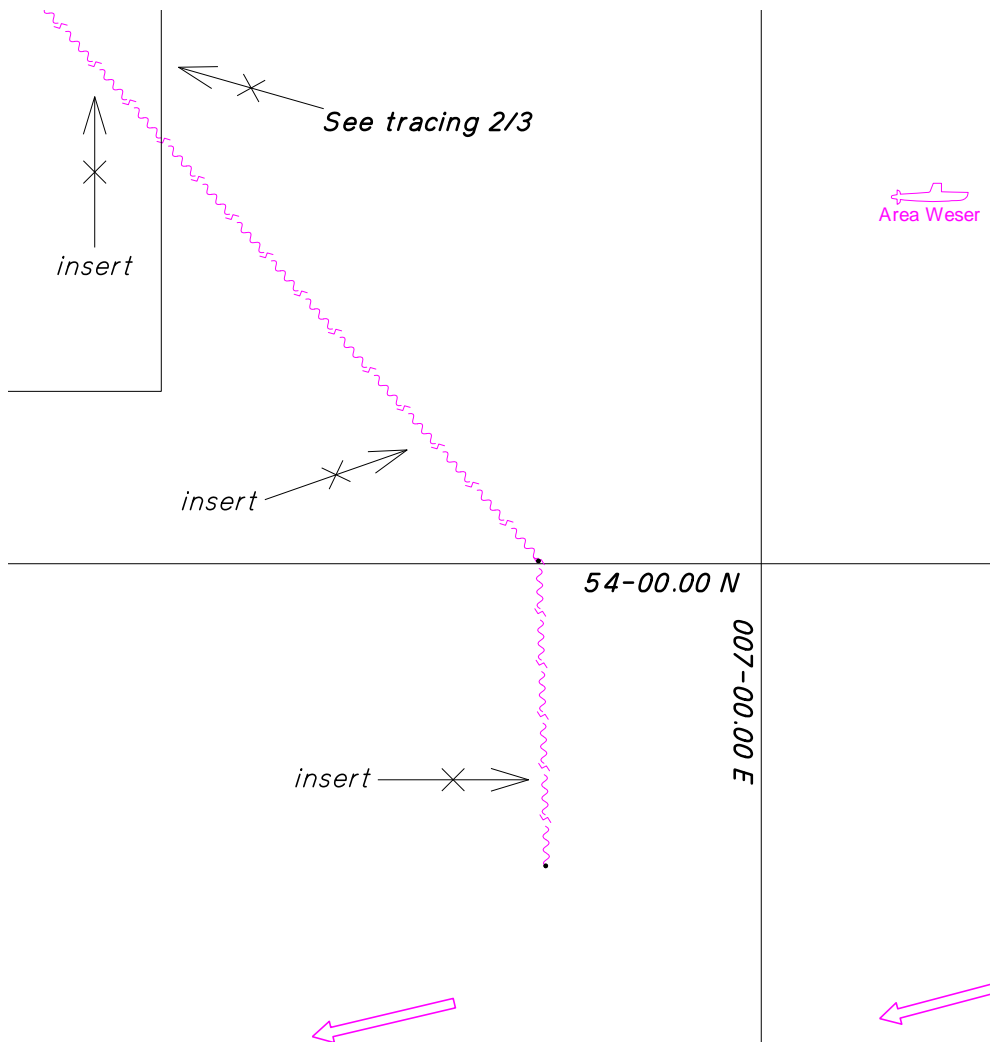 See tracing 2/3
Area Weser
insert
insert
54-00.00 N
007-00.00 E
insert